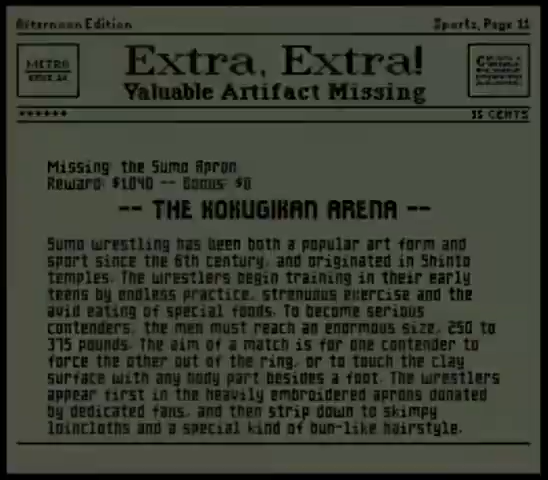 Afternoon Edition
Sports, Page 11
METRO
Extra, Extra!
Valuable Artifact Missing
******
35 CENTS
Missing: the Sumo Apron
Reward: $1040 -- Bonus: $0
-- THE KOKUGIKAN ARENA --
Sumo wrestling has been both a popular art form and
sport since the 6th century, and originated in Shinto
temples. The wrestlers begin training in their early
teens by endless practice, strenuous exercise and the
avid eating of special foods. To become serious
contenders, the men must reach an enormous size, 250 to
375 pounds. The aim of a match is for one contender to
force the other out of the ring, or to touch the clay
surface with any body part besides a foot. The wrestlers
appear first in the heavily embroidered aprons donated
by dedicated fans, and then strip down to skimpy
loincloths and a special kind of bun-like hairstyle.